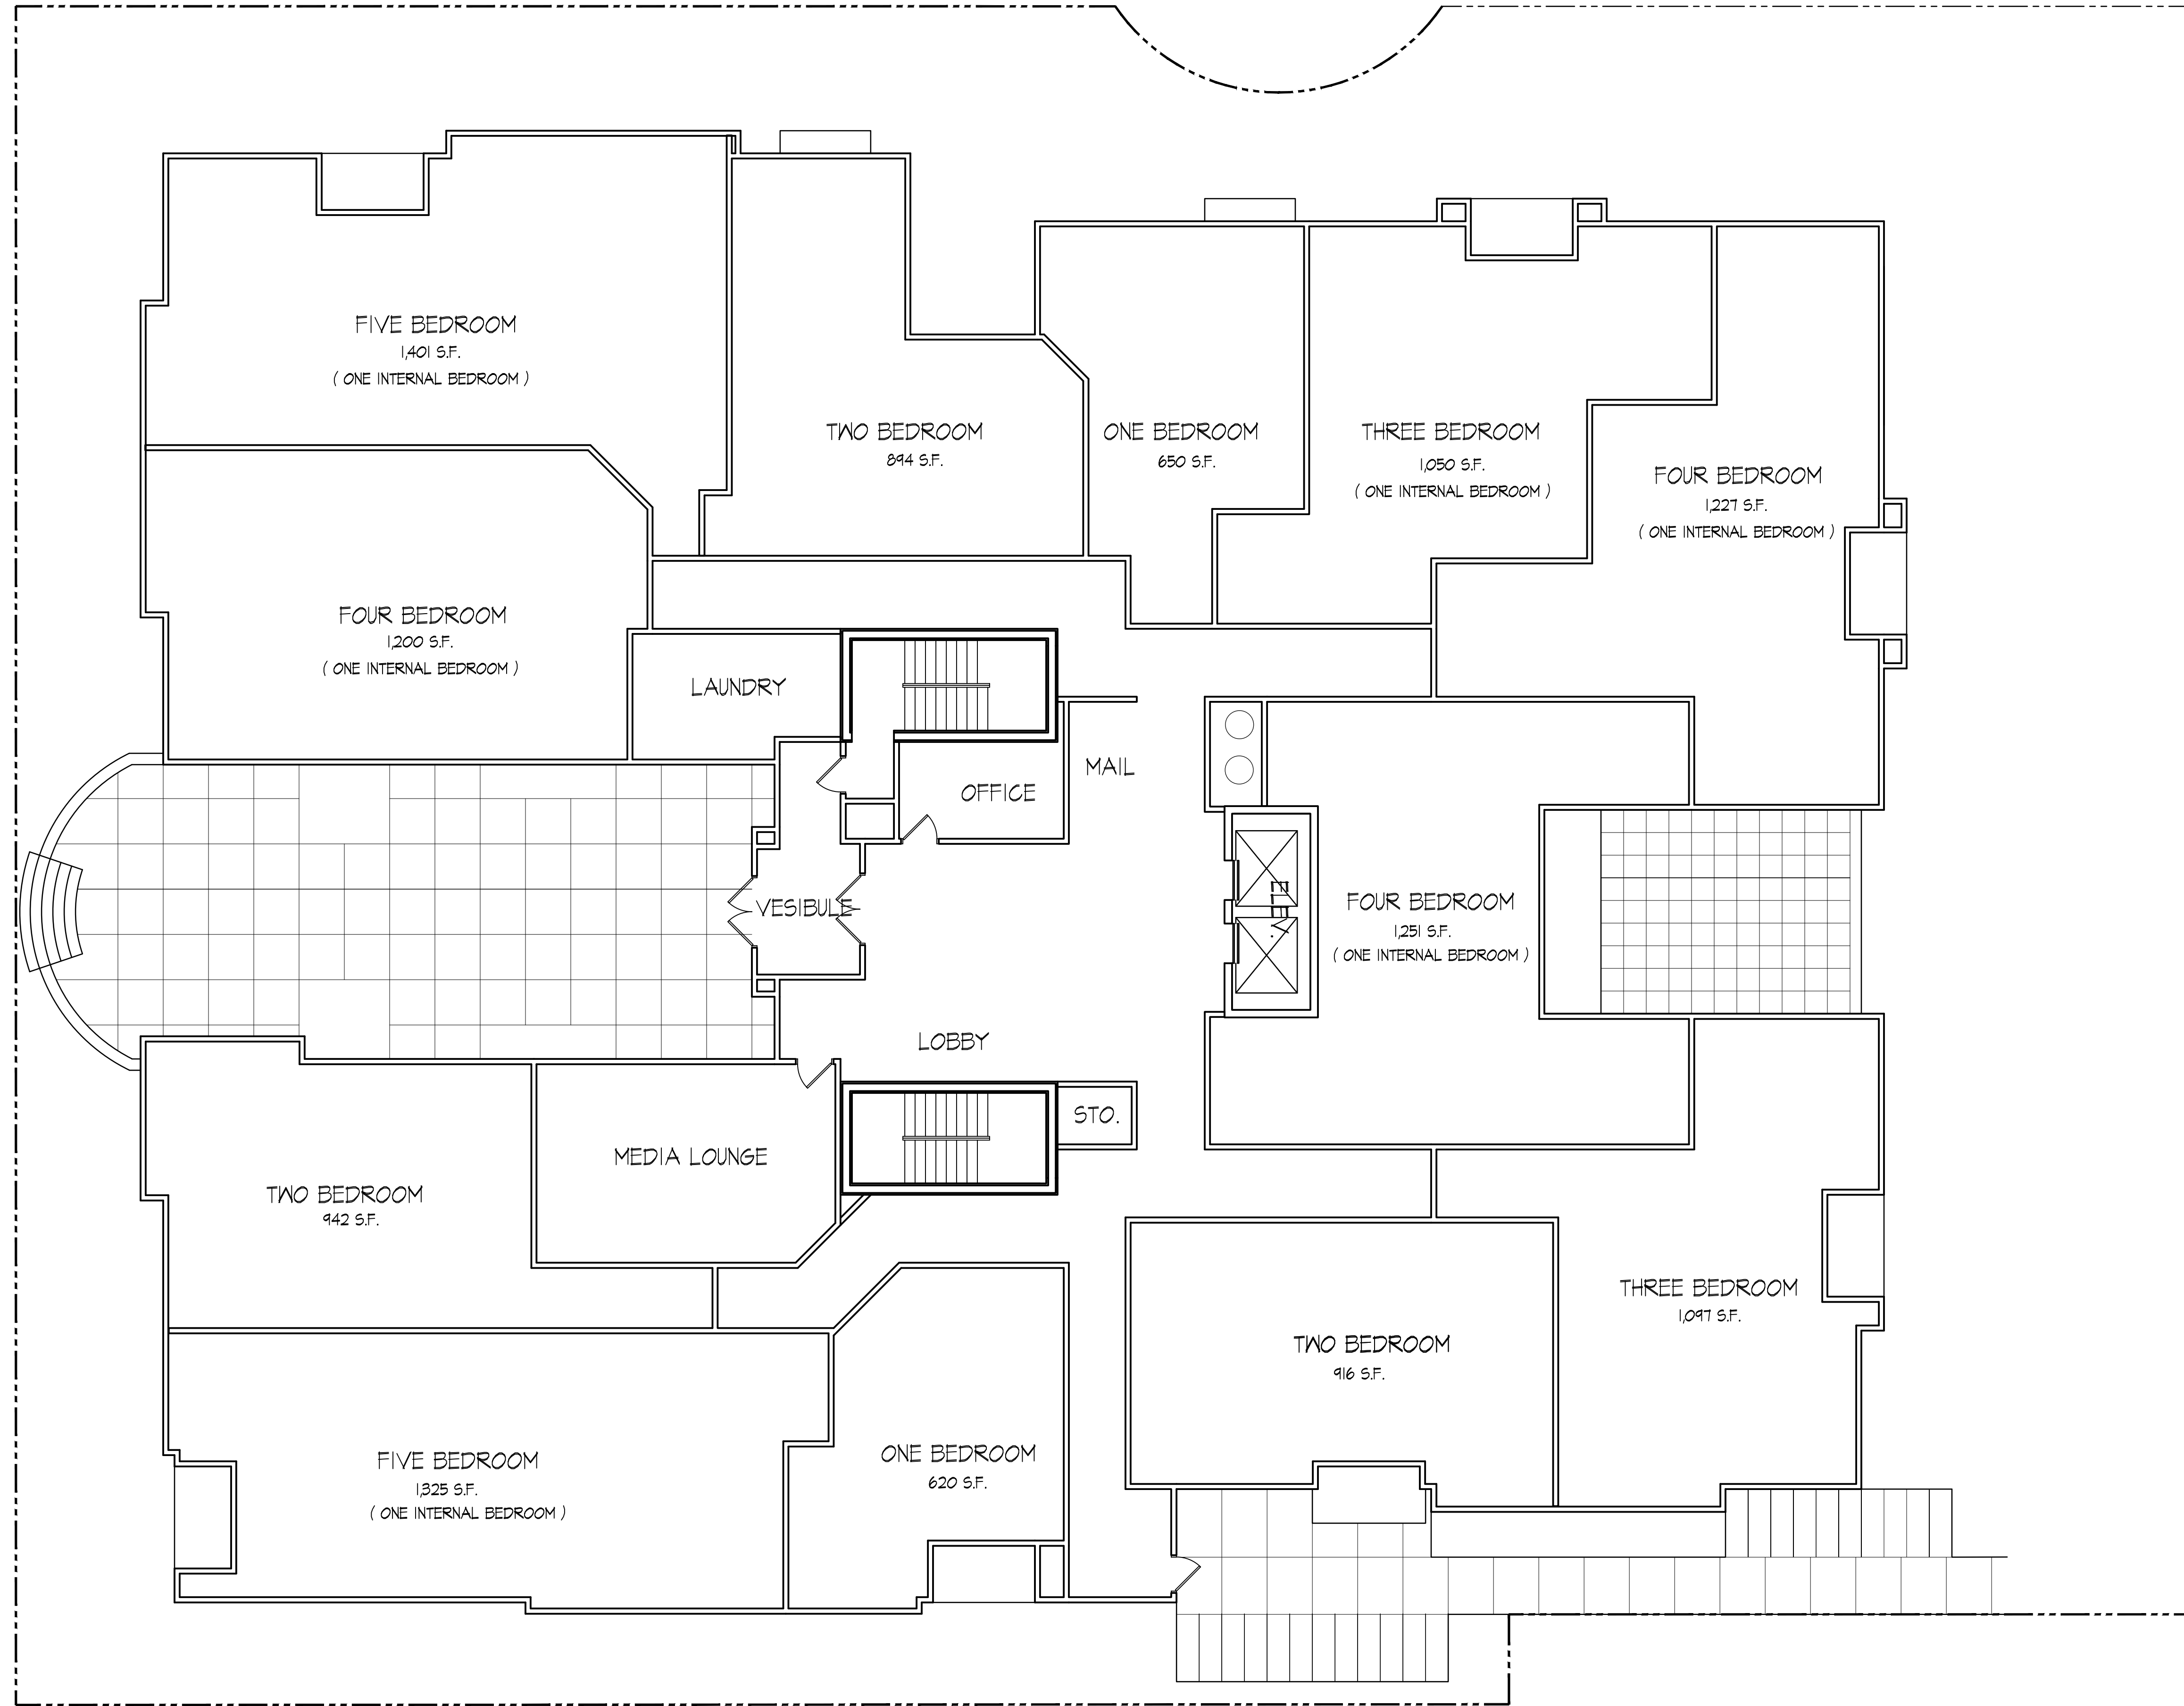 FIVE BEDROOM
1,401 S.F.
( ONE INTERNAL BEDROOM )
TWO BEDROOM
894 S.F.
ONE BEDROOM
650 S.F.
THREE BEDROOM
1,050 S.F.
( ONE INTERNAL BEDROOM )
FOUR BEDROOM
1,227 S.F.
( ONE INTERNAL BEDROOM )
FOUR BEDROOM
1,200 S.F.
( ONE INTERNAL BEDROOM )
LAUNDRY
OFFICE
MAIL
VESIBULE
ELEV.
FOUR BEDROOM
1,251 S.F.
( ONE INTERNAL BEDROOM )
LOBBY
STO.
MEDIA LOUNGE
TWO BEDROOM
942 S.F.
THREE BEDROOM
1,097 S.F.
TWO BEDROOM
916 S.F.
FIVE BEDROOM
1,325 S.F.
( ONE INTERNAL BEDROOM )
ONE BEDROOM
620 S.F.